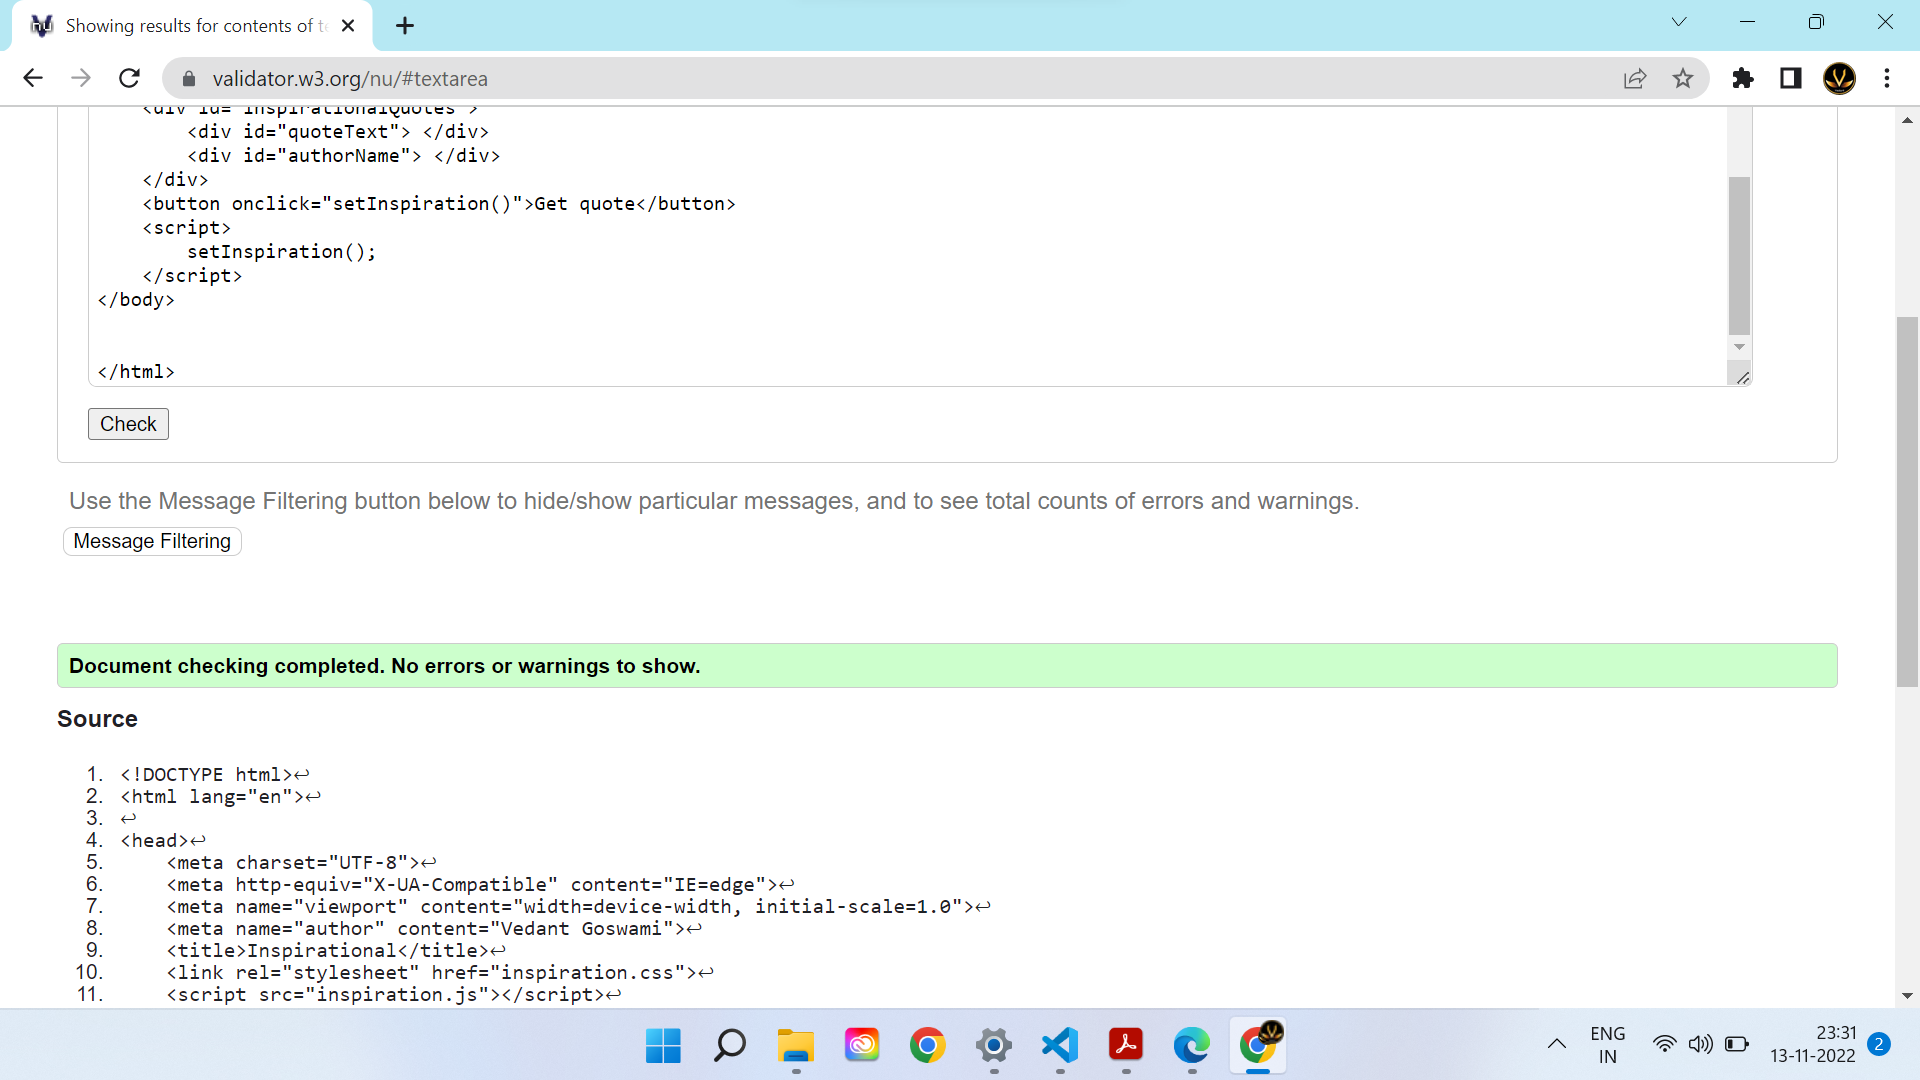 Showing results for contents of te
validator.w3.org/nu/#textarea
<div id="inspirationalQuotes">
<div id="quoteText"> </div>
<div id="authorName"> </div>
</div>
<button onclick="setInspiration()">Get quote</button>
<script>
setInspiration();
</script>
</body>
</html>
Check
Use the Message Filtering button below to hide/show particular messages, and to see total counts of errors and warnings.
Message Filtering
Document checking completed. No errors or warnings to show.
Source
1. <!DOCTYPE html>↩
2. <html lang="en">↩
3. ↩
4. <head>↩
5. <meta charset="UTF-8">↩
6. <meta http-equiv="X-UA-Compatible" content="IE=edge">↩
7. <meta name="viewport" content="width=device-width, initial-scale=1.0">↩
8. <meta name="author" content="Vedant Goswami">↩
9. <title>Inspirational</title>↩
10. <link rel="stylesheet" href="inspiration.css">↩
11. <script src="inspiration.js"></script>↩
ENG
IN
23:31
13-11-2022
2